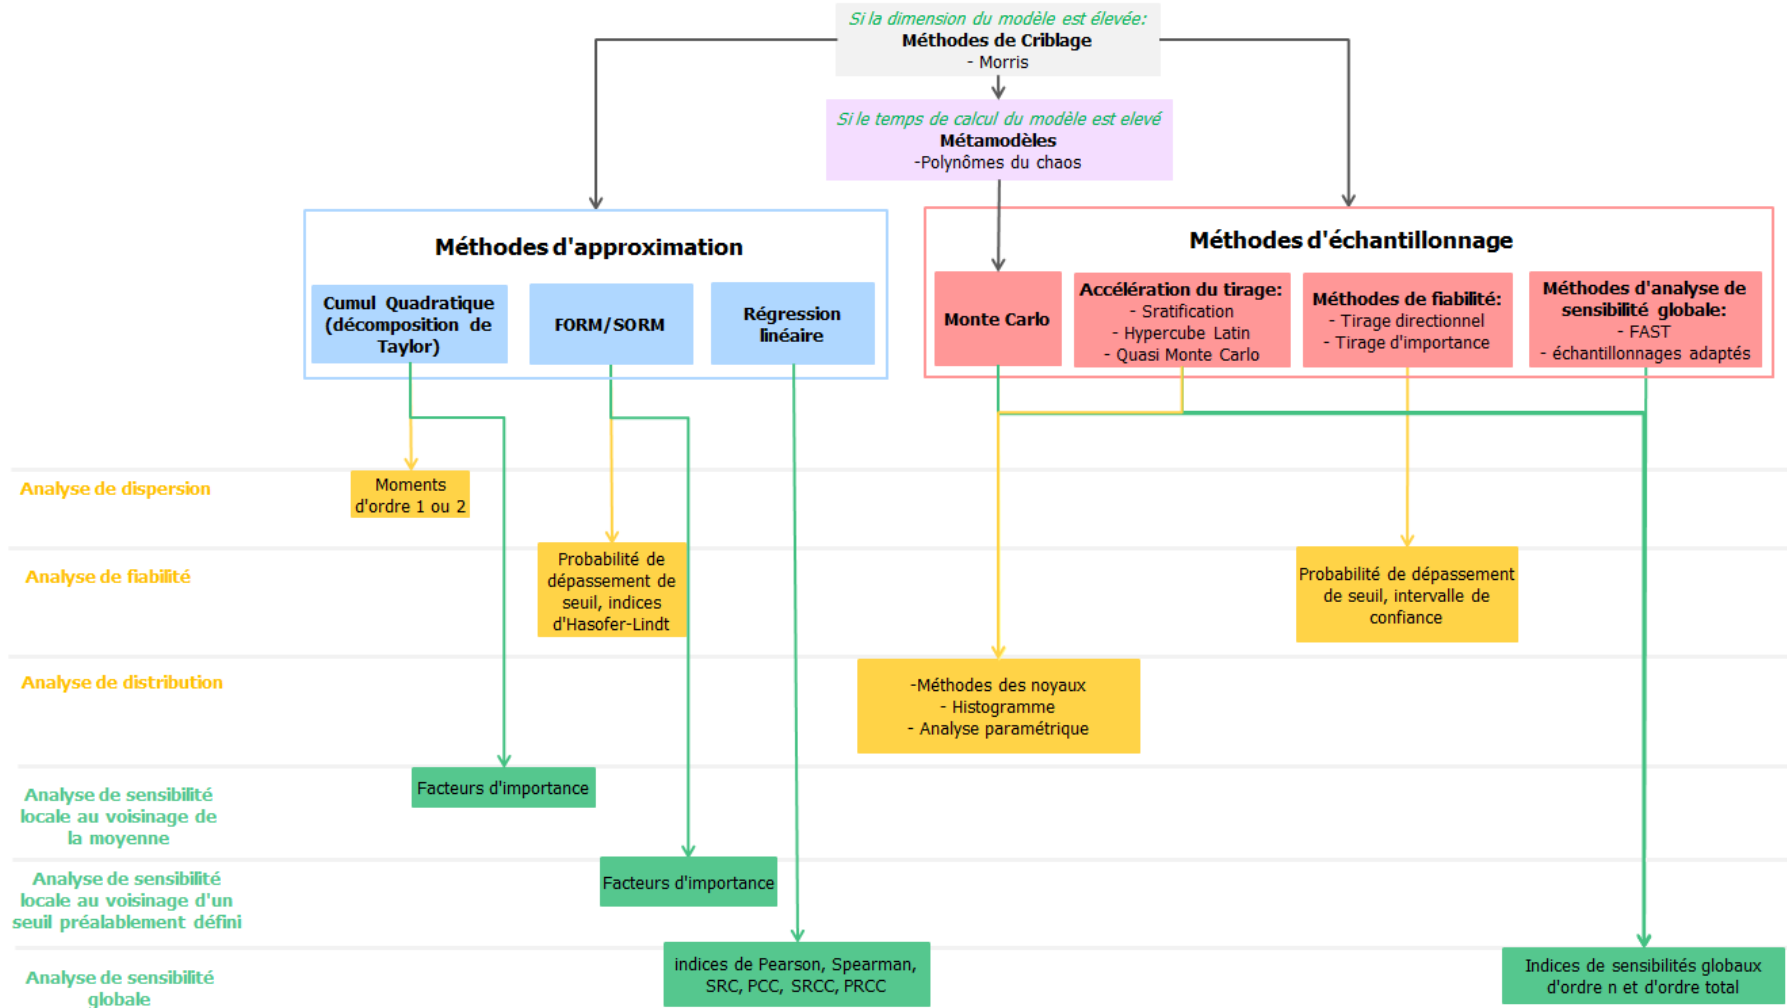 Si la dimension du modèle est élevée:
Méthodes de Criblage
- Morris
Si le temps de calcul du modèle est elevé
Métamodèles
-Polynômes du chaos
Méthodes d'approximation
Cumul Quadratique
(décomposition de
Taylor)
FORM/SORM
Régression
linéaire
Méthodes d'échantillonnage
Monte Carlo
Accélération du tirage:
- Sratification
- Hypercube Latin
- Quasi Monte Carlo
Méthodes de fiabilité:
- Tirage directionnel
- Tirage d'importance
Méthodes d'analyse de
sensibilité globale:
- FAST
- échantillonnages adaptés
Analyse de dispersion
Moments
d'ordre 1 ou 2
Analyse de fiabilité
Probabilité de
dépassement de
seuil, indices
d'Hasofer-Lindt
Probabilité de dépassement
de seuil, intervalle de
confiance
Analyse de distribution
-Méthodes des noyaux
- Histogramme
- Analyse paramétrique
Analyse de sensibilité
locale au voisinage de
la moyenne
Facteurs d'importance
Analyse de sensibilité
locale au voisinage d'un
seuil préalablement défini
Facteurs d'importance
Analyse de sensibilité
globale
indices de Pearson, Spearman,
SRC, PCC, SRCC, PRCC
Indices de sensibilités globaux
d'ordre n et d'ordre total